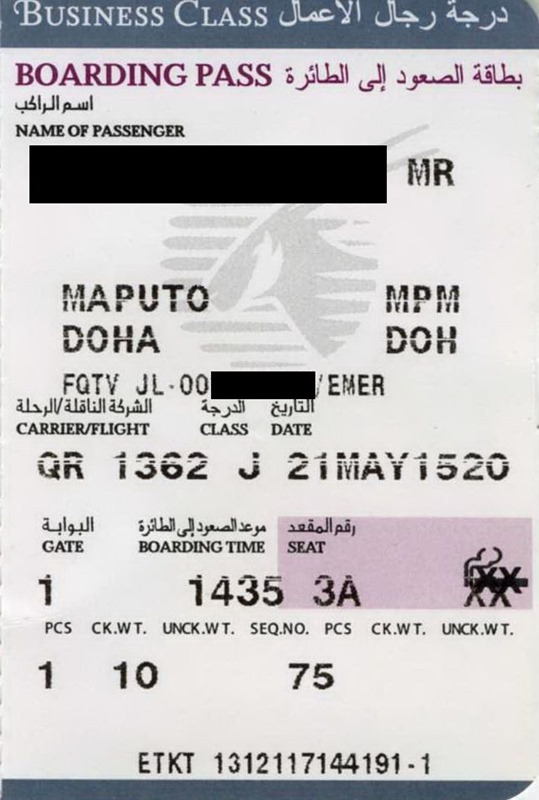 BUSINESS CLASS درجة رجال الأعمال
BOARDING PASS بطاقة الصعود إلى الطائرة
اسم الراكب
NAME OF PASSENGER
MR
MAPUTO MPM
DOHA DOH
FQTV JL-00 /EMER
الشركة الناقلة/الرحلة الدرجة التاريخ
CARRIER/FLIGHT CLASS DATE
QR 1362 J 21MAY1520
البوابة موعد الصعود إلى الطائرة رقم المقعد
GATE BOARDING TIME SEAT
1 1435 3A XX
PCS CK.WT. UNCK.WT. SEQ.NO. PCS CK.WT. UNCK.WT.
1 10 75
ETKT 1312117144191-1